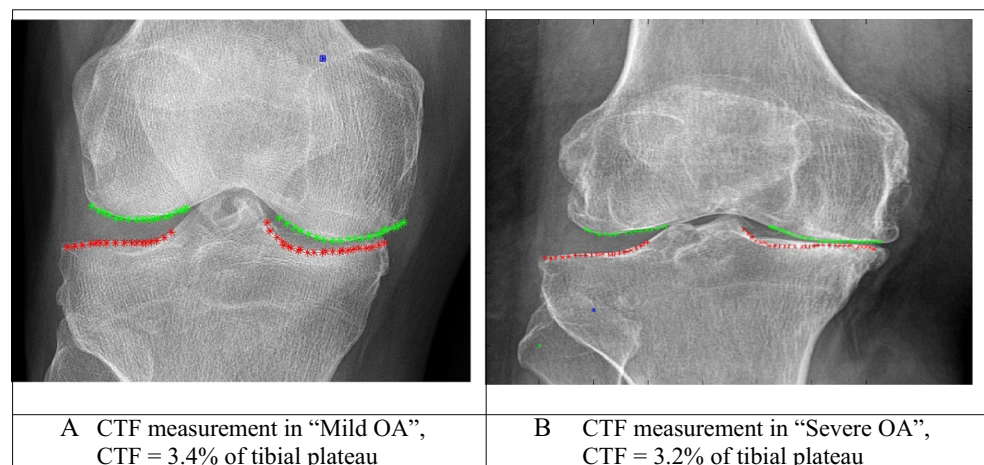 A CTF measurement in “Mild OA”,
CTF = 3.4% of tibial plateau
B CTF measurement in “Severe OA”,
CTF = 3.2% of tibial plateau